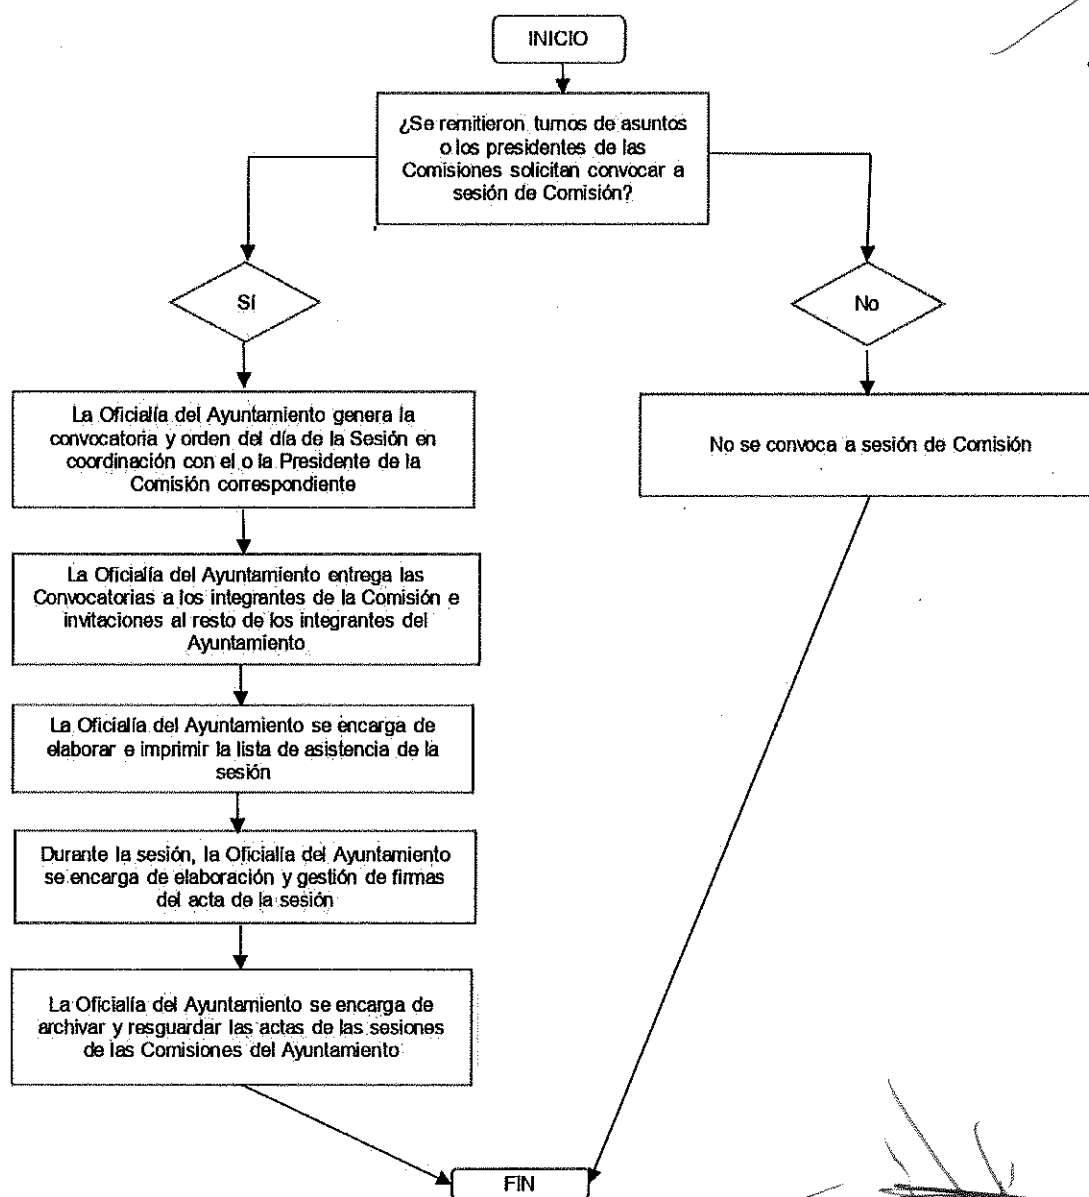 INICIO
¿Se remitieron turnos de asuntos
o los presidentes de las
Comisiones solicitan convocar a
sesión de Comisión?
Sí
No
La Oficialía del Ayuntamiento genera la
convocatoria y orden del día de la Sesión en
coordinación con el o la Presidente de la
Comisión correspondiente
No se convoca a sesión de Comisión
La Oficialía del Ayuntamiento entrega las
Convocatorias a los integrantes de la Comisión e
invitaciones al resto de los integrantes del
Ayuntamiento
La Oficialía del Ayuntamiento se encarga de
elaborar e imprimir la lista de asistencia de la
sesión
Durante la sesión, la Oficialía del Ayuntamiento
se encarga de elaboración y gestión de firmas
del acta de la sesión
La Oficialía del Ayuntamiento se encarga de
archivar y resguardar las actas de las sesiones
de las Comisiones del Ayuntamiento
FIN